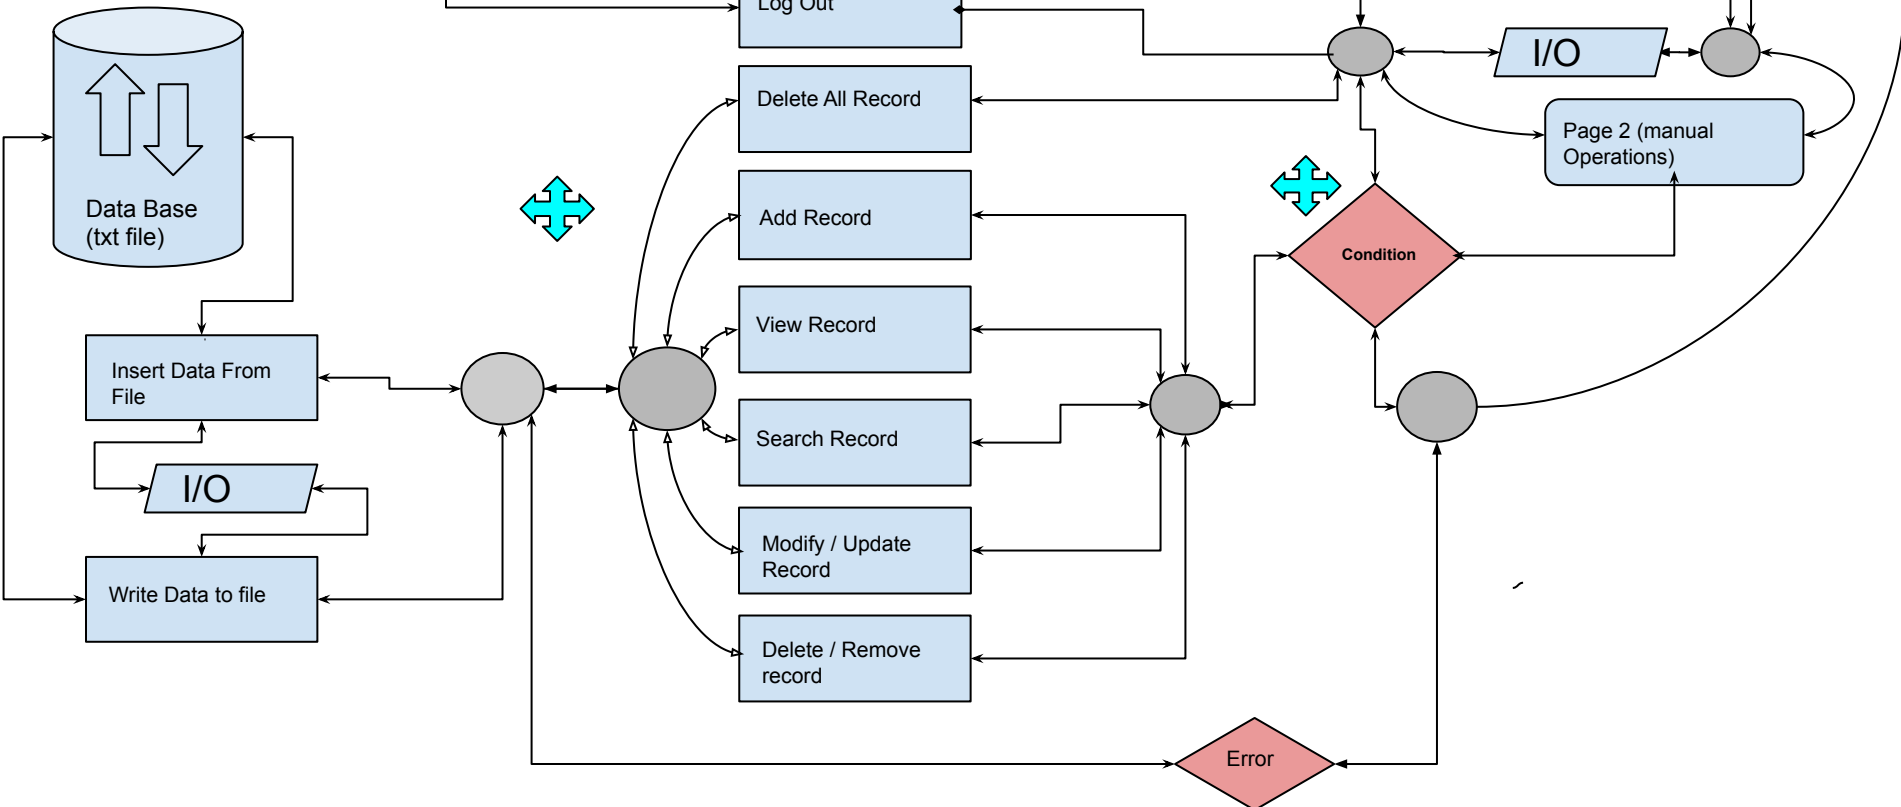 Log Out
I/O
Delete All Record
Page 2 (manual
Operations)
Data Base
(txt file)
Add Record
Condition
View Record
Insert Data From
File
Search Record
I/O
Modify / Update
Record
Write Data to file
Delete / Remove
record
Error